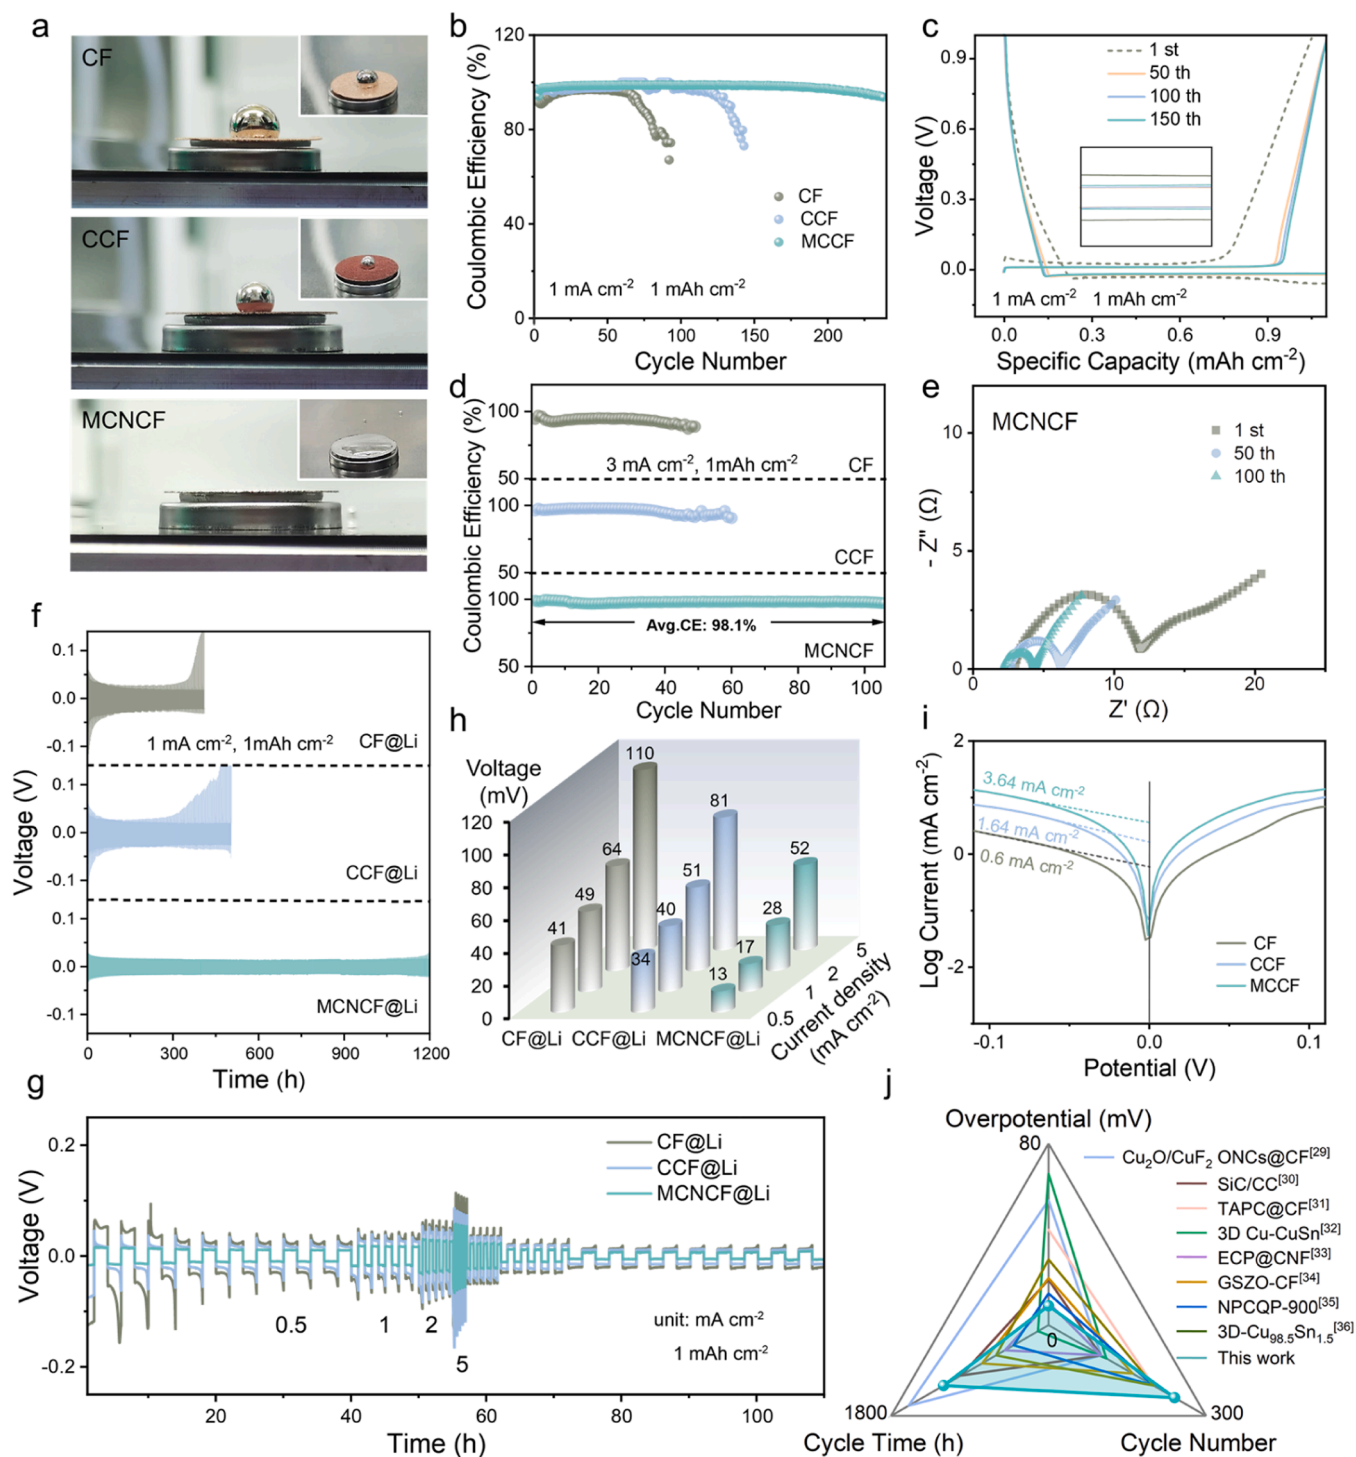 a
CF
CCF
MCNCF
b
Coulombic Efficiency (%)
120
80
40
0
CF
CCF
MCCF
1 mA cm-2 1 mAh cm-2
0 50 100 150 200
Cycle Number
c
Voltage (V)
0.9
0.6
0.3
0.0
1 st
50 th
100 th
150 th
1 mA cm-2 1 mAh cm-2
0.0 0.3 0.6 0.9
Specific Capacity (mAh cm-2)
d
Coulombic Efficiency (%)
100
3 mA cm-2, 1mAh cm-2
CF
50
100
CCF
50
100
Avg.CE: 98.1%
MCNCF
50
0 20 40 60 80 100
Cycle Number
e
MCNCF
- Z" (Ω)
10
5
0
1 st
50 th
100 th
0 10 20
Z' (Ω)
f
Voltage (V)
0.1
0.0
-0.1
1 mA cm-2, 1mAh cm-2
CF@Li
0.1
0.0
-0.1
CCF@Li
0.1
0.0
-0.1
MCNCF@Li
0 300 600 900 1200
Time (h)
h
Voltage
(mV)
120
100
80
60
40
20
0
41 49 64 110
34 40 51 81
13 17 28 52
CF@Li CCF@Li MCNCF@Li
0.5 1 2 5
Current density
(mA cm-2)
i
Log Current (mA cm-2)
2
0
-2
3.64 mA cm-2
1.64 mA cm-2
0.6 mA cm-2
CF
CCF
MCCF
-0.1 0.0 0.1
Potential (V)
g
Voltage (V)
0.2
0.0
-0.2
CF@Li
CCF@Li
MCNCF@Li
0.5 1 2 5
unit: mA cm-2
1 mAh cm-2
20 40 60 80 100
Time (h)
j
Overpotential (mV)
80
Cu2O/CuF2 ONCs@CF[29]
SiC/CC[30]
TAPC@CF[31]
3D Cu-CuSn[32]
ECP@CNF[33]
GSZO-CF[34]
NPCQP-900[35]
3D-Cu98.5Sn1.5[36]
This work
0
1800
300
Cycle Time (h)
Cycle Number